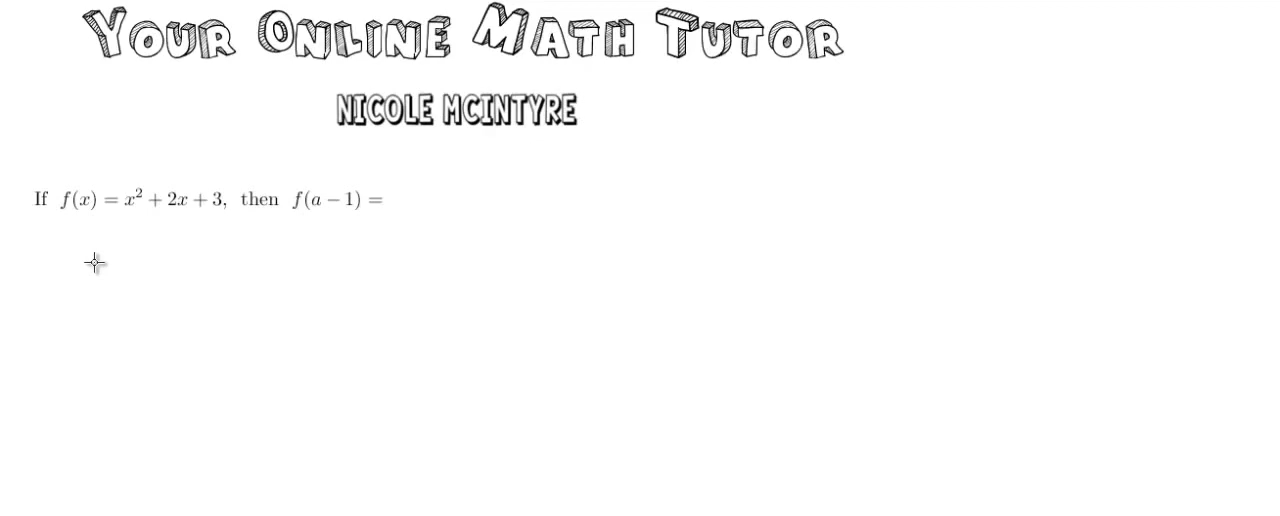 YOUR ONLINE MATH TUTOR
NICOLE MCINTYRE
If f(x) = x² + 2x + 3, then f(a − 1) =